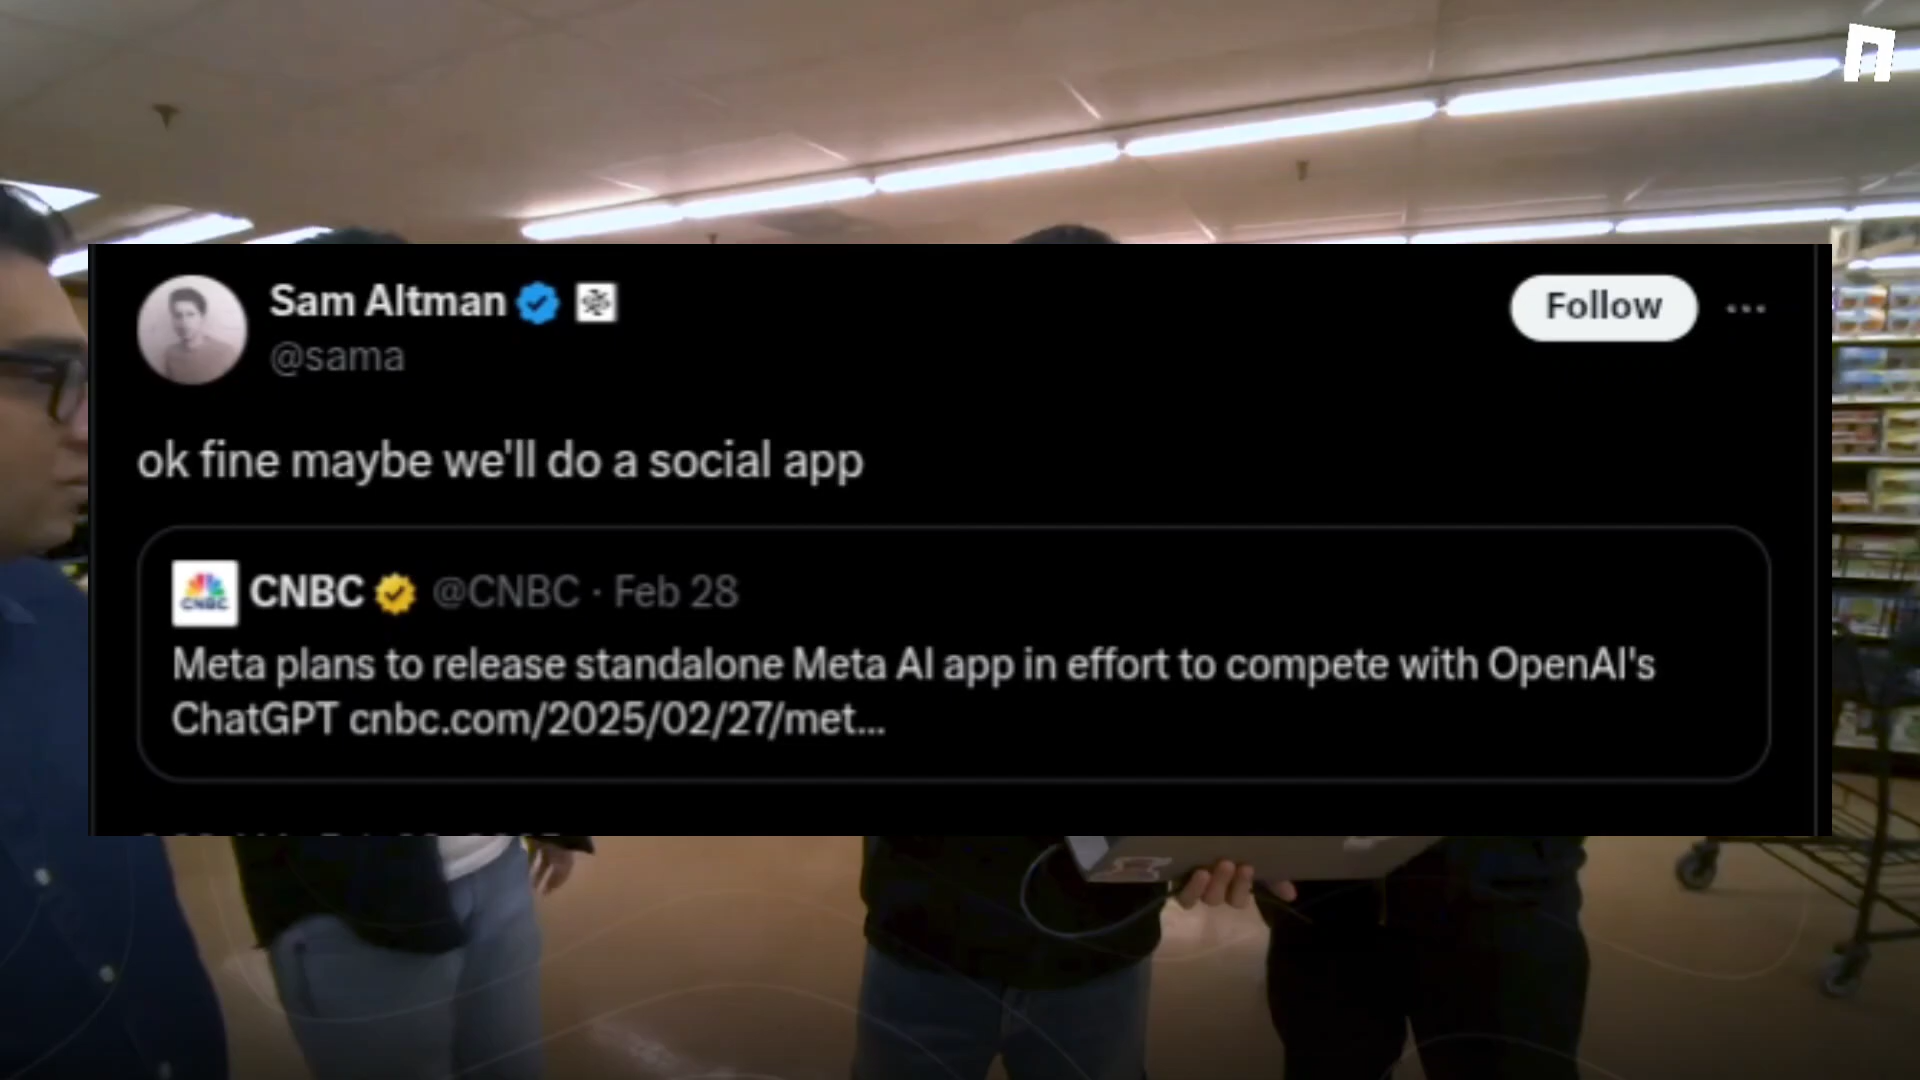 Sam Altman
Follow
@sama
ok fine maybe we'll do a social app
CNBC @CNBC · Feb 28
Meta plans to release standalone Meta AI app in effort to compete with OpenAI's
ChatGPT cnbc.com/2025/02/27/met...